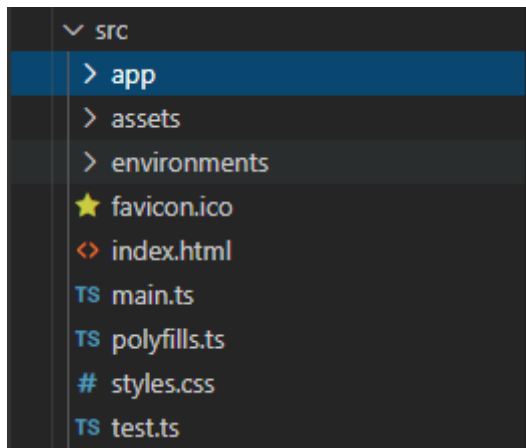 src
app
assets
environments
favicon.ico
index.html
TS main.ts
TS polyfills.ts
# styles.css
TS test.ts